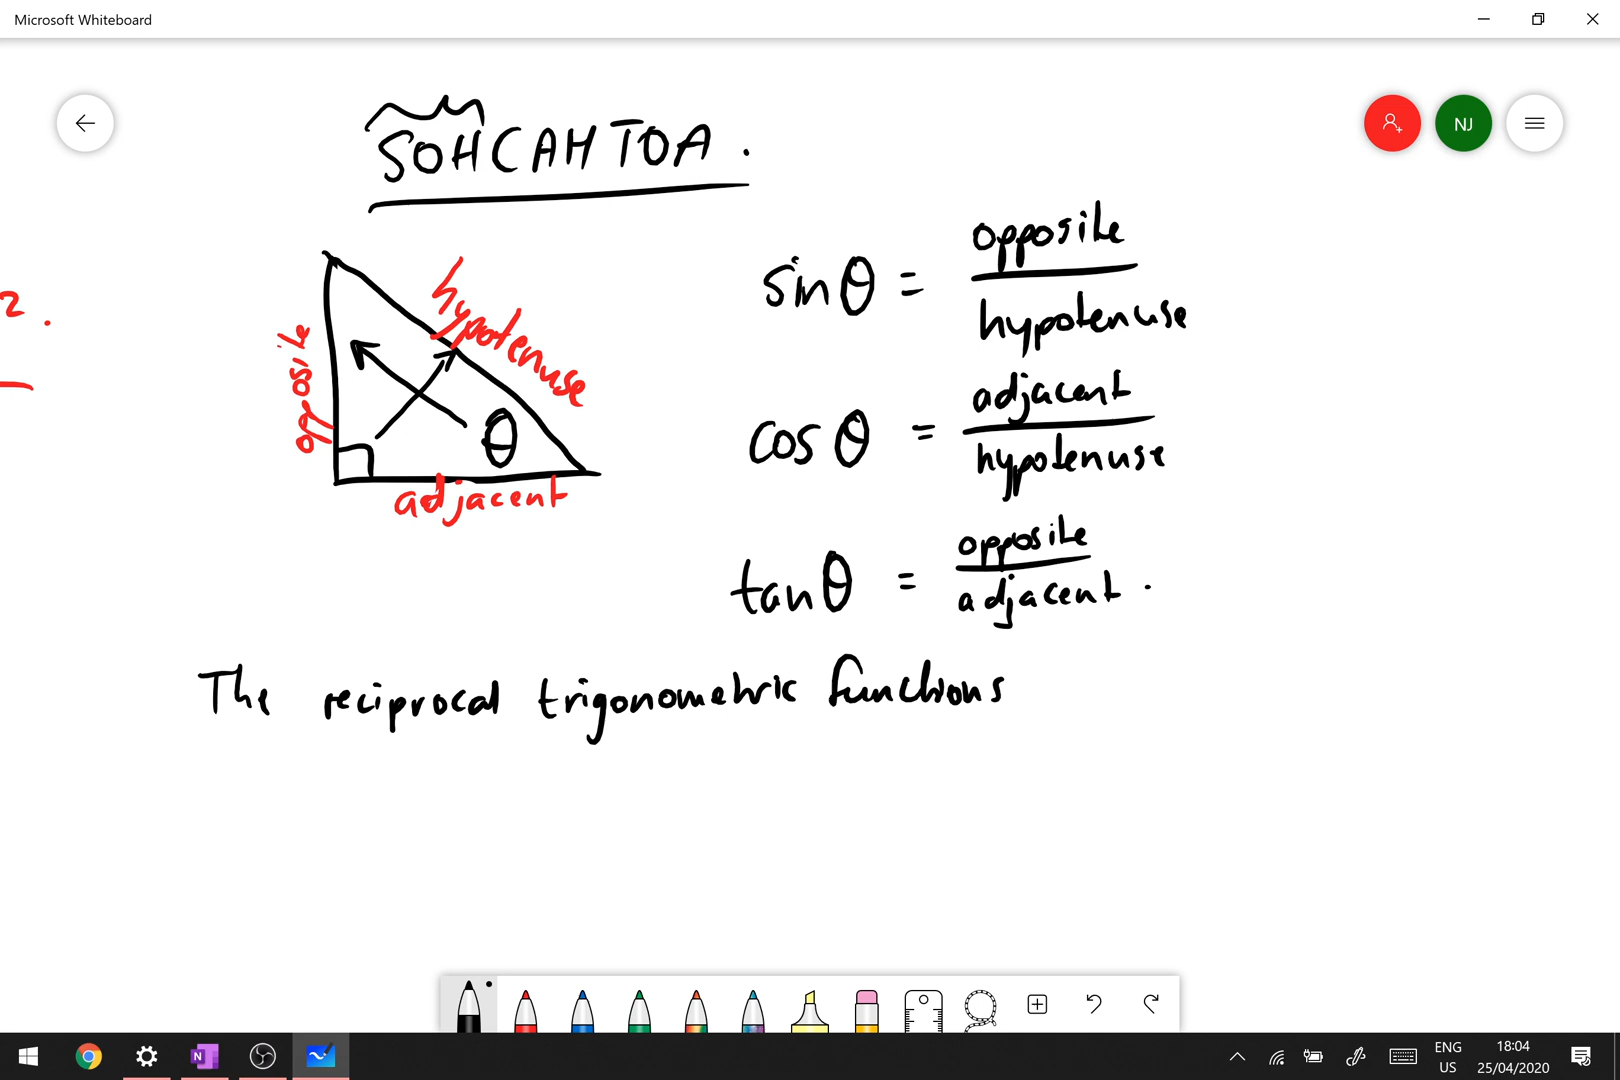 Microsoft Whiteboard
SOHCAHTOA.
NJ
2.
hypotenuse
opposite
adjacent
θ
sinθ = opposite
hypotenuse
cosθ = adjacent
hypotenuse
tanθ = opposite
adjacent.
The reciprocal trigonometric functions
ENG
US
18:04
25/04/2020